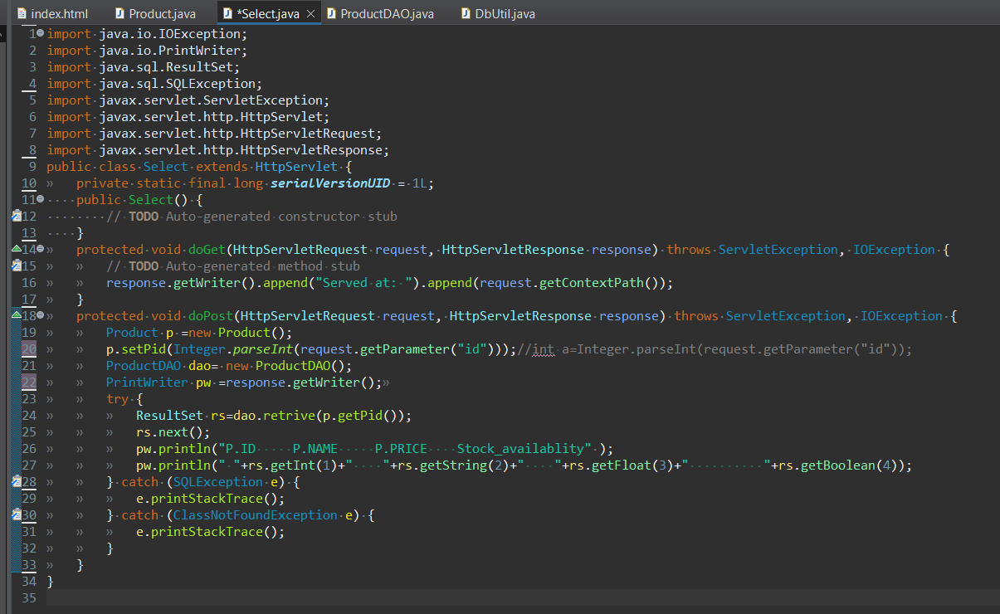 index.html Product.java *Select.java ProductDAO.java DbUtil.java
1 import java.io.IOException;
2 import java.io.PrintWriter;
3 import java.sql.ResultSet;
4 import java.sql.SQLException;
5 import javax.servlet.ServletException;
6 import javax.servlet.http.HttpServlet;
7 import javax.servlet.http.HttpServletRequest;
8 import javax.servlet.http.HttpServletResponse;
9 public class Select extends HttpServlet {
10     private static final long serialVersionUID = 1L;
11     public Select() {
12         // TODO Auto-generated constructor stub
13     }
14     protected void doGet(HttpServletRequest request, HttpServletResponse response) throws ServletException, IOException {
15         // TODO Auto-generated method stub
16         response.getWriter().append("Served at: ").append(request.getContextPath());
17     }
18     protected void doPost(HttpServletRequest request, HttpServletResponse response) throws ServletException, IOException {
19         Product p =new Product();
20         p.setPid(Integer.parseInt(request.getParameter("id")));//int a=Integer.parseInt(request.getParameter("id"));
21         ProductDAO dao= new ProductDAO();
22         PrintWriter pw =response.getWriter();
23         try {
24             ResultSet rs=dao.retrive(p.getPid());
25             rs.next();
26             pw.println("P.ID     P.NAME     P.PRICE    Stock_availablity" );
27             pw.println(" "+rs.getInt(1)+"    "+rs.getString(2)+"    "+rs.getFloat(3)+"          "+rs.getBoolean(4));
28         } catch (SQLException e) {
29             e.printStackTrace();
30         } catch (ClassNotFoundException e) {
31             e.printStackTrace();
32         }
33     }
34 }
35